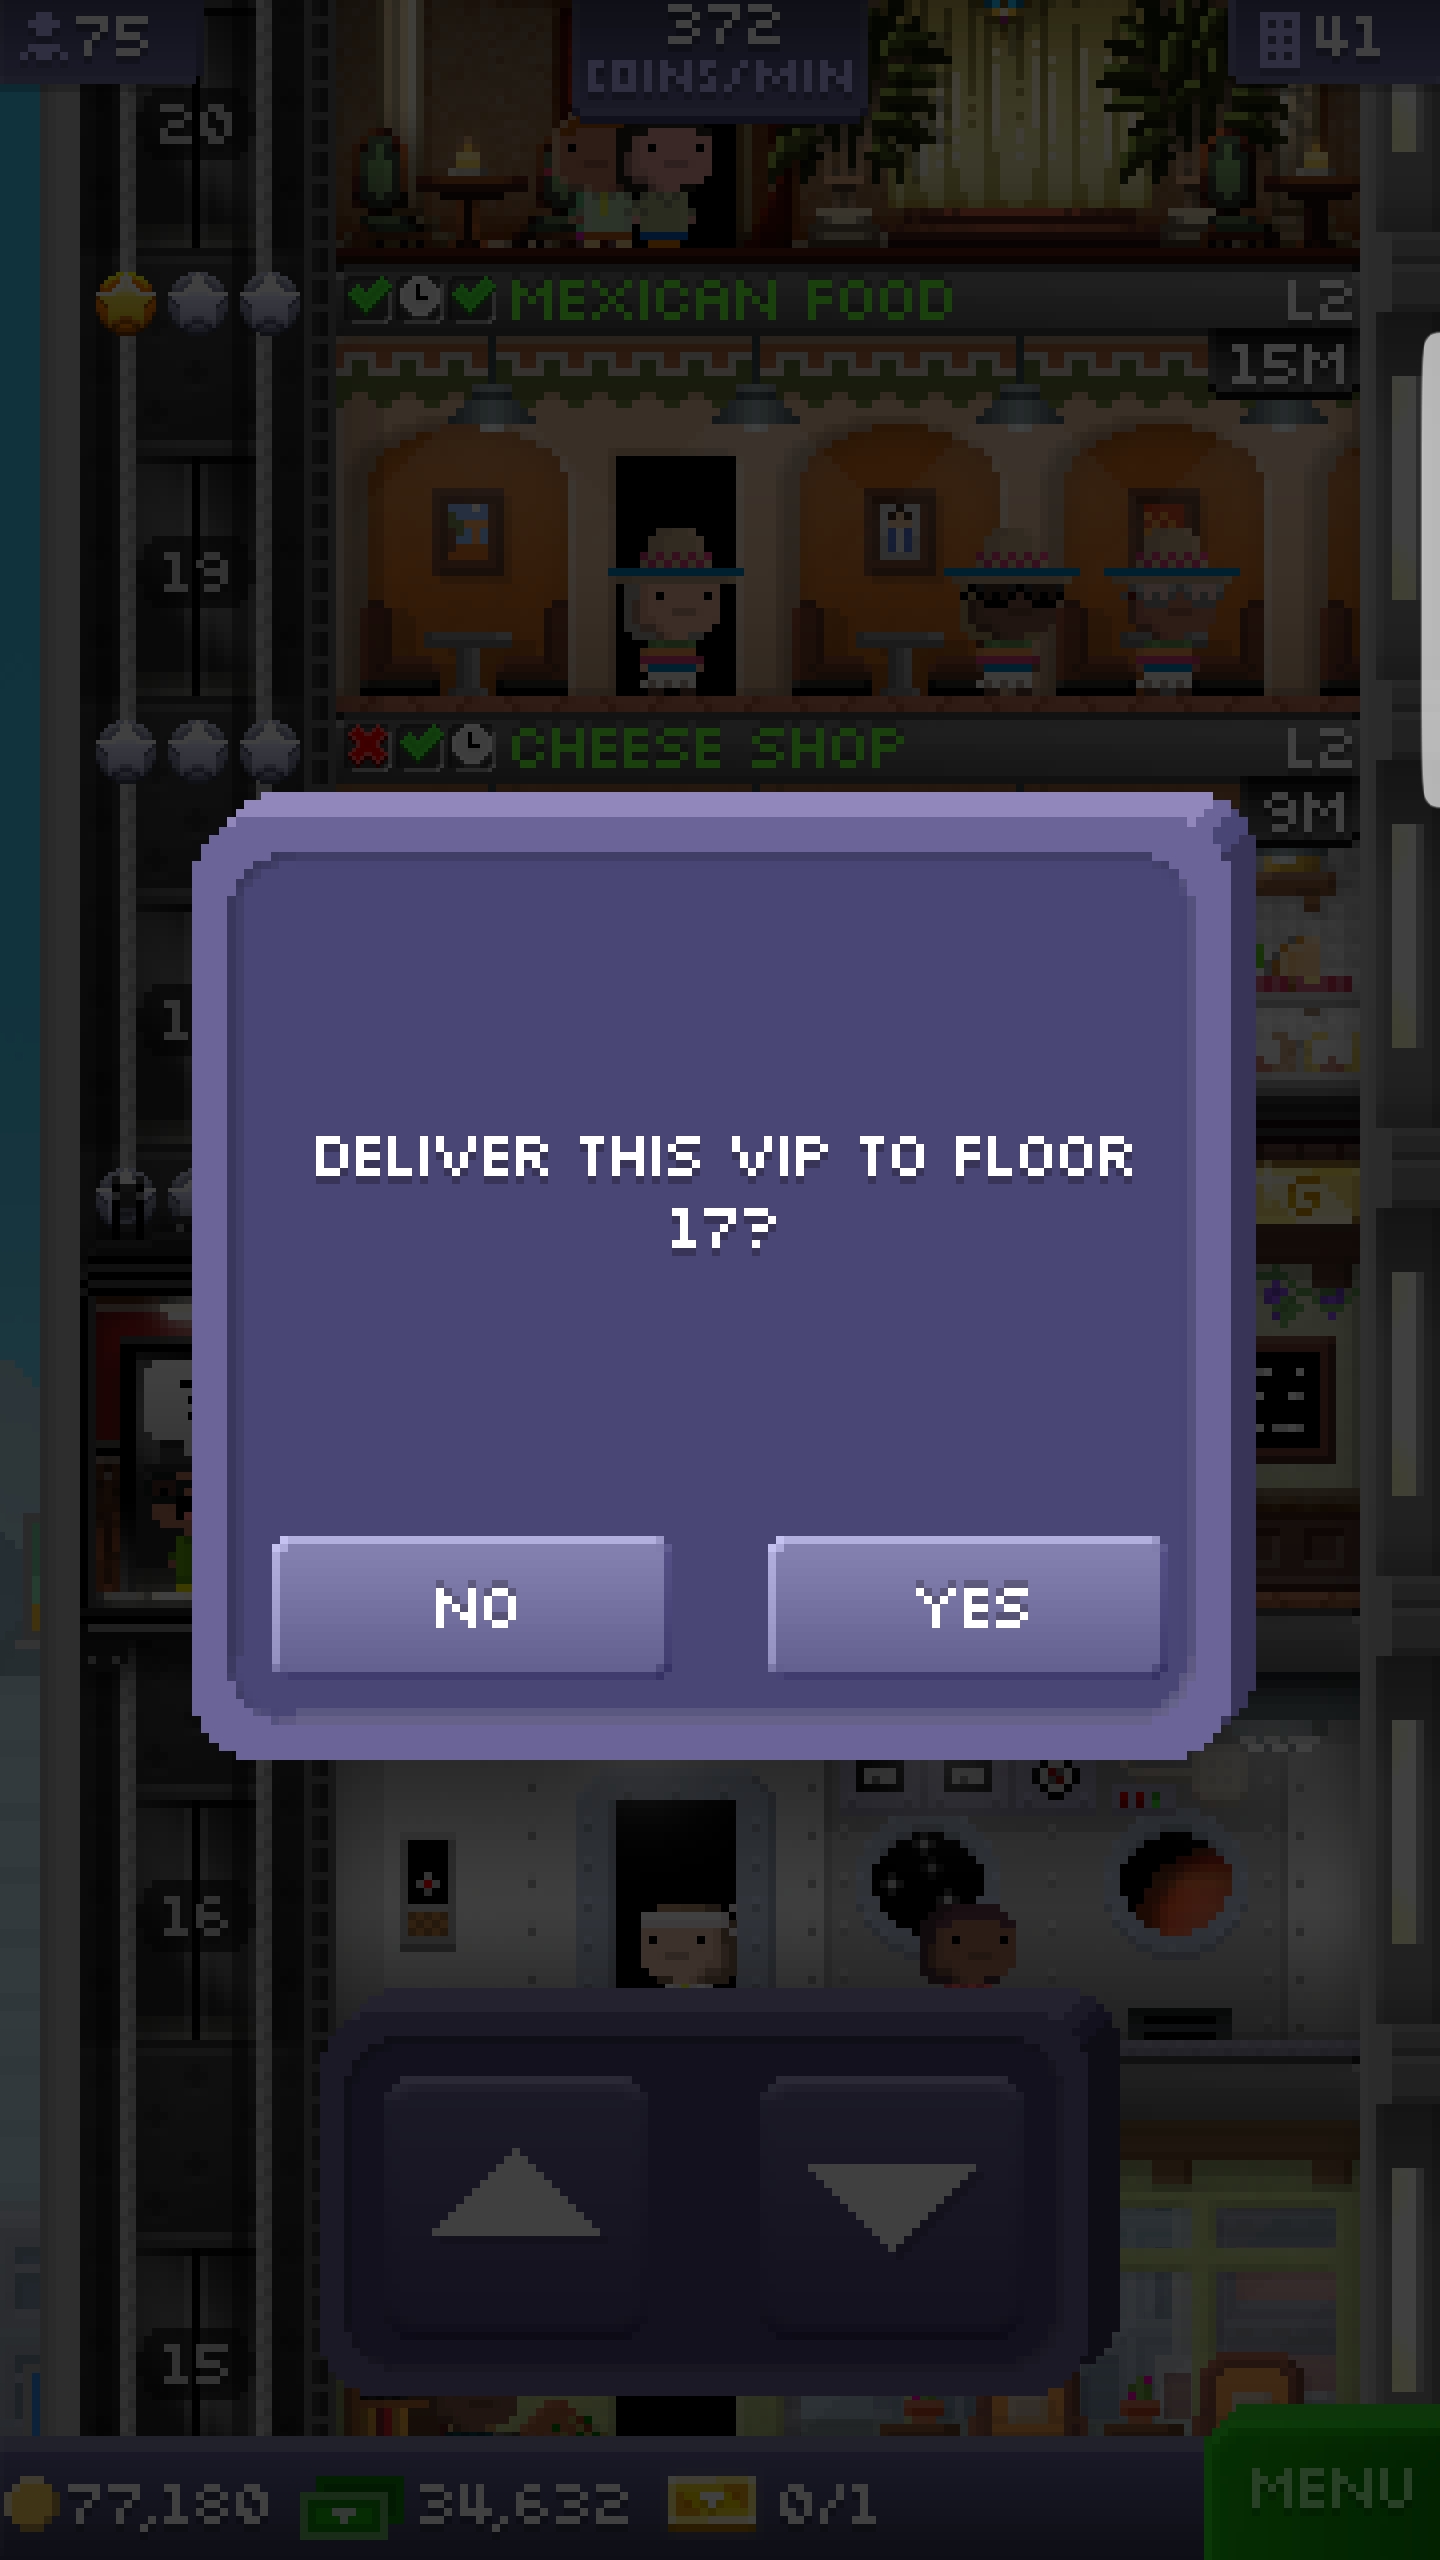 75
372
COINS/MIN
41
20
MEXICAN FOOD
L2
15M
19
CHEESE SHOP
L2
9M
DELIVER THIS VIP TO FLOOR
17?
NO
YES
16
15
77,180
34,632
0/1
MENU